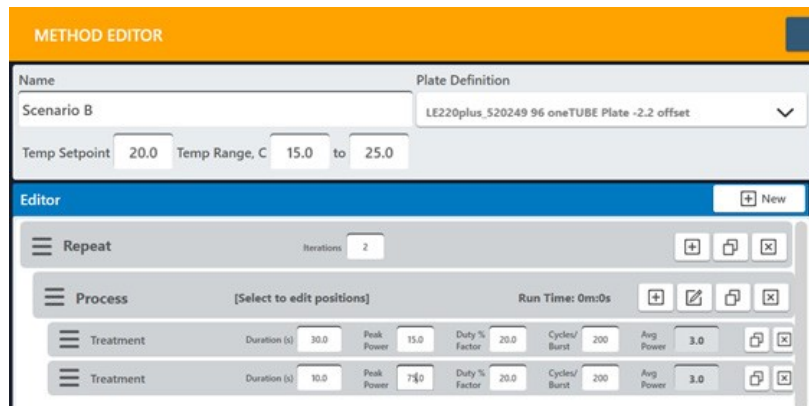 METHOD EDITOR
Name
Plate Definition
Scenario B
LE220plus_520249 96 oneTUBE Plate -2.2 offset
Temp Setpoint 20.0 Temp Range, C 15.0 to 25.0
Editor
New
Repeat Iterations 2
Process [Select to edit positions] Run Time: 0m:0s
Treatment Duration (s) 30.0 Peak Power 15.0 Duty % Factor 20.0 Cycles/ Burst 200 Avg Power 3.0
Treatment Duration (s) 10.0 Peak Power 75.0 Duty % Factor 20.0 Cycles/ Burst 200 Avg Power 3.0